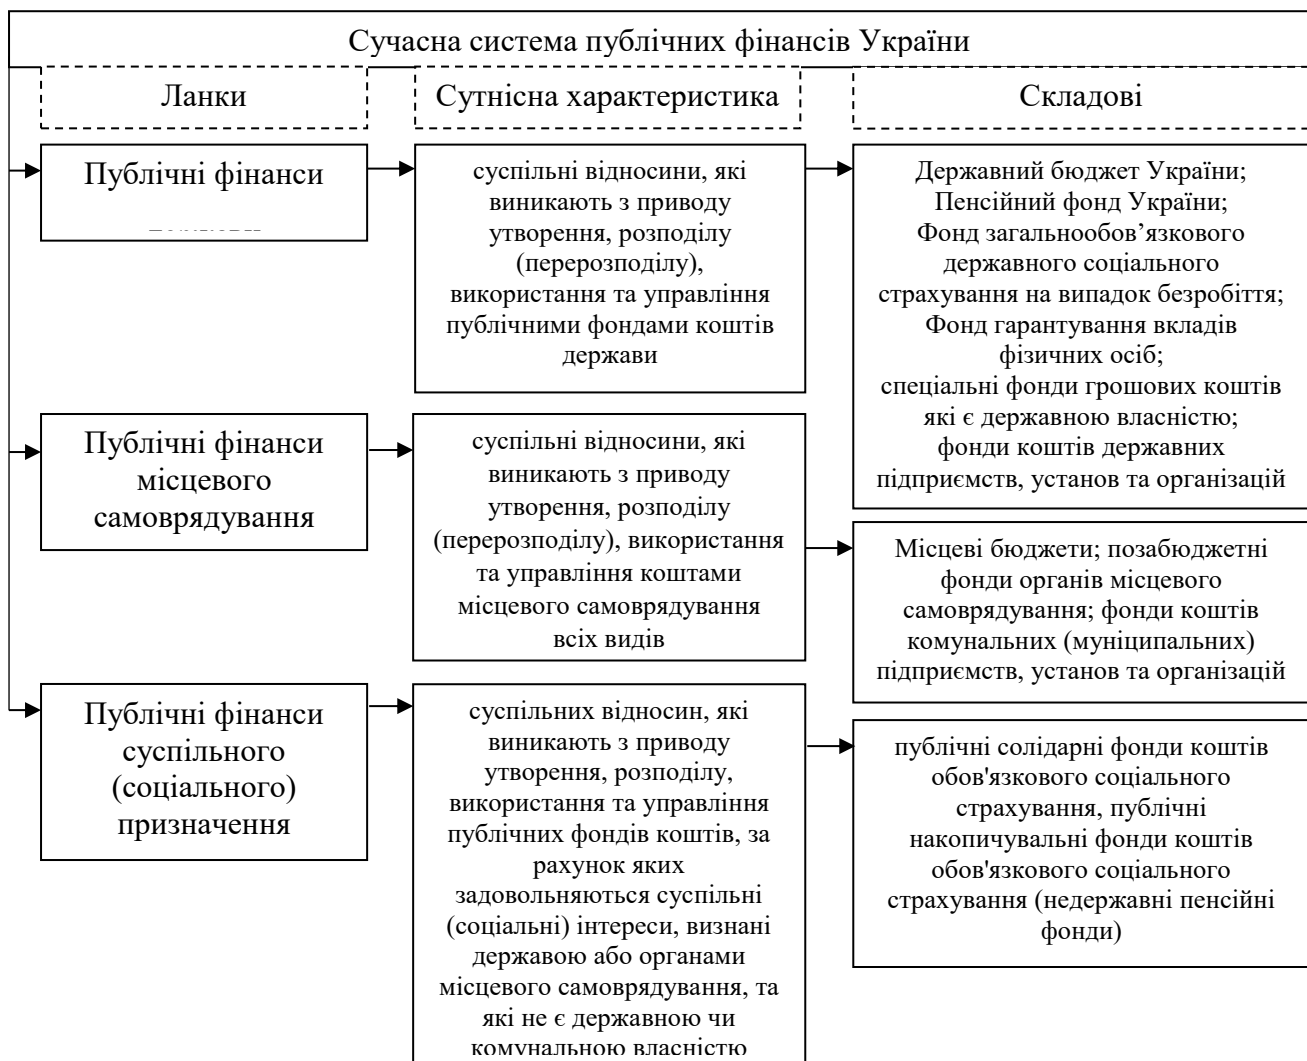 Сучасна система публічних фінансів України
Ланки
Сутнісна характеристика
Складові
Публічні фінанси
суспільні відносини, які
виникають з приводу
утворення, розподілу
(перерозподілу),
використання та управління
публічними фондами коштів
держави
Державний бюджет України;
Пенсійний фонд України;
Фонд загальнообов’язкового
державного соціального
страхування на випадок безробіття;
Фонд гарантування вкладів
фізичних осіб;
спеціальні фонди грошових коштів
які є державною власністю;
фонди коштів державних
підприємств, установ та організацій
Публічні фінанси
місцевого
самоврядування
суспільні відносини, які
виникають з приводу
утворення, розподілу
(перерозподілу), використання
та управління коштами
місцевого самоврядування
всіх видів
Місцеві бюджети; позабюджетні
фонди органів місцевого
самоврядування; фонди коштів
комунальних (муніципальних)
підприємств, установ та організацій
Публічні фінанси
суспільного
(соціального)
призначення
суспільних відносин, які
виникають з приводу
утворення, розподілу,
використання та управління
публічних фондів коштів, за
рахунок яких
задовольняються суспільні
(соціальні) інтереси, визнані
державою або органами
місцевого самоврядування, та
які не є державною чи
комунальною власністю
публічні солідарні фонди коштів
обов'язкового соціального
страхування, публічні
накопичувальні фонди коштів
обов'язкового соціального
страхування (недержавні пенсійні
фонди)